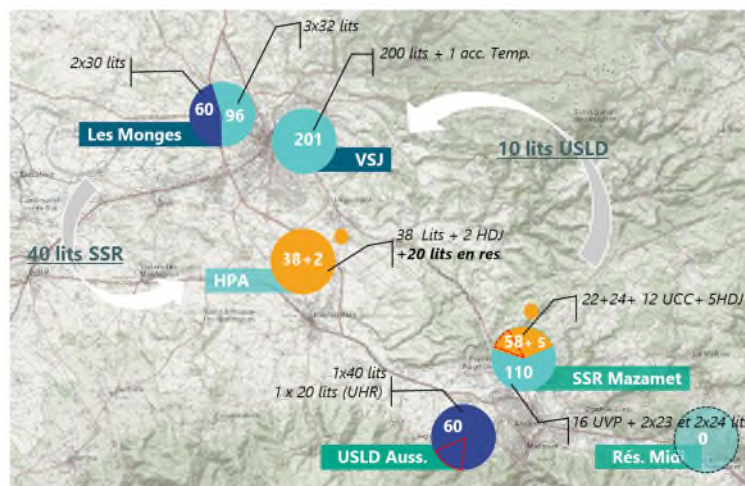 3x32 lits
2x30 lits
200 lits + 1 acc. Temp.
60
96
201
Les Monges
VSJ
10 lits USLD
40 lits SSR
38+2
38 Lits + 2 HDJ
+20 lits en res
HPA
22+24+ 12 UCC+ 5HDJ
58+ 5
110
SSR Mazamet
1x40 lits
1 x 20 lits (UHR)
16 UVP + 2x23 et 2x24 lit
60
USLD Auss.
0
Rés. Midi